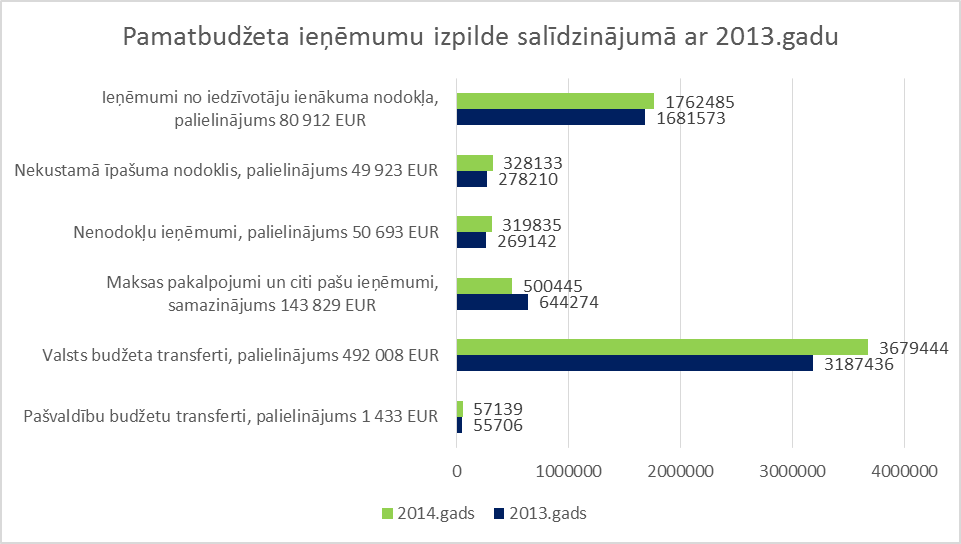 Pamatbudžeta ieņēmumu izpilde salīdzinājumā ar 2013.gadu
Ieņēmumi no iedzīvotāju ienākuma nodokļa,
palielinājums 80 912 EUR
1762485
1681573
Nekustamā īpašuma nodoklis, palielinājums 49 923 EUR
328133
278210
Nenodokļu ieņēmumi, palielinājums 50 693 EUR
319835
269142
Maksas pakalpojumi un citi pašu ieņēmumi,
samazinājums 143 829 EUR
500445
644274
Valsts budžeta transferti, palielinājums 492 008 EUR
3679444
3187436
Pašvaldību budžetu transferti, palielinājums 1 433 EUR
57139
55706
0 1000000 2000000 3000000 4000000
2014.gads 2013.gads